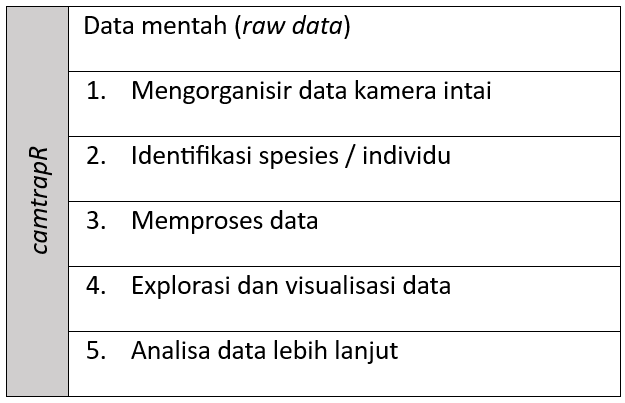 camtrapR
Data mentah (raw data)
1. Mengorganisir data kamera intai
2. Identifikasi spesies / individu
3. Memproses data
4. Explorasi dan visualisasi data
5. Analisa data lebih lanjut